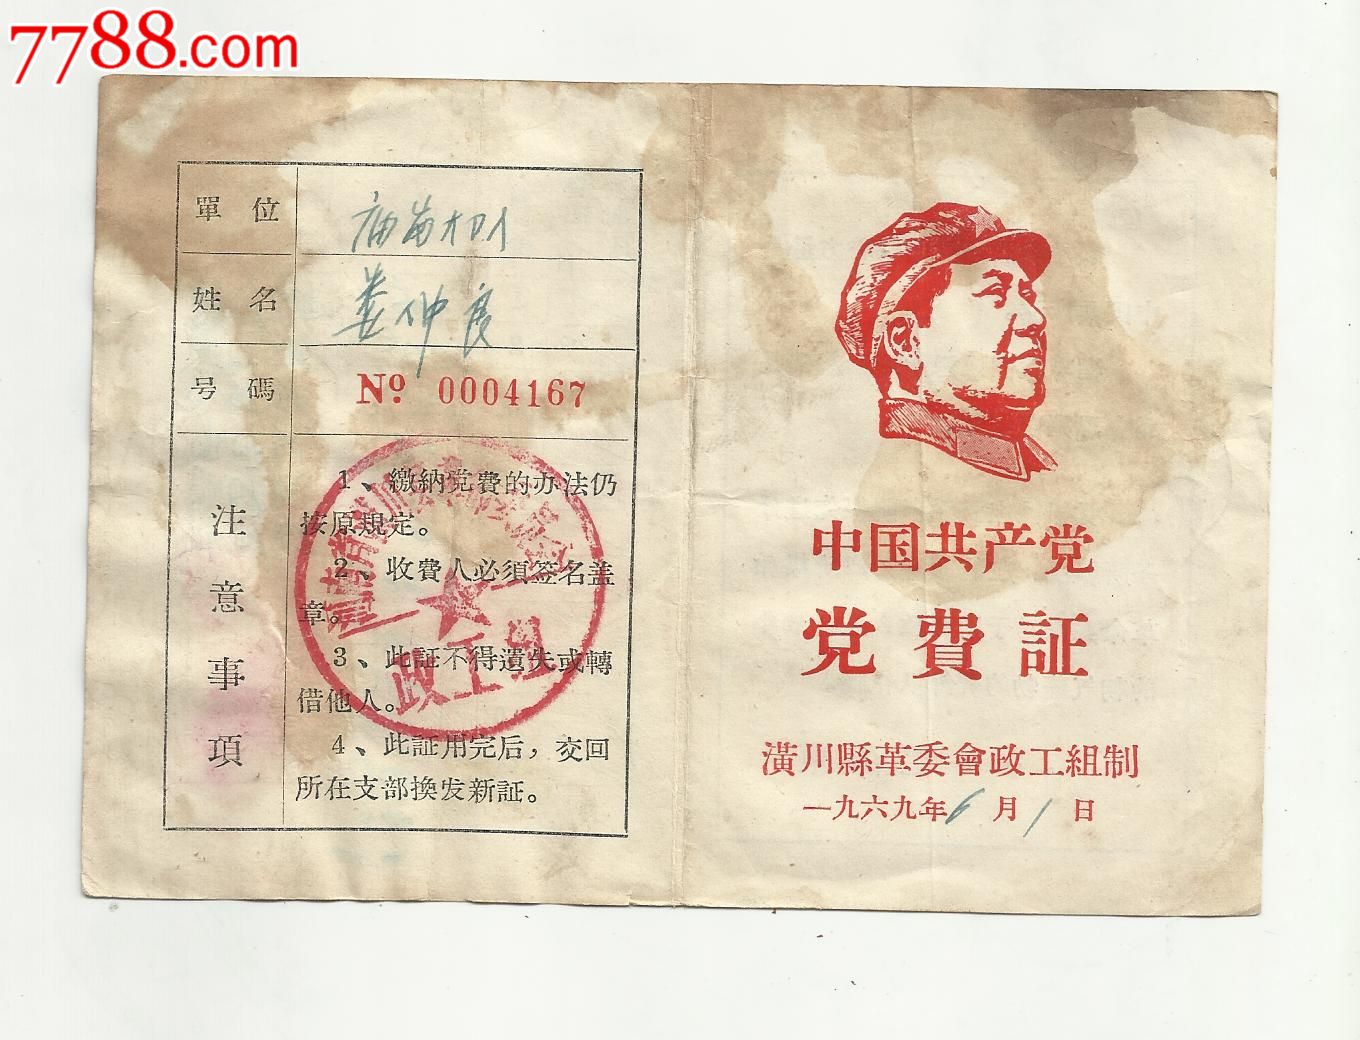 7788.com
單位
姓名
娄仲良
号碼
№ 0004167
注意事項
1、繳納党費的办法仍
按原規定。
2、收費人必須签名盖
章。
3、此証不得遺失或轉
借他人。
4、此証用完后，交回
所在支部換发新証。
政工組
中国共产党
党費証
潢川縣革委會政工組制
一九六九年6月1日